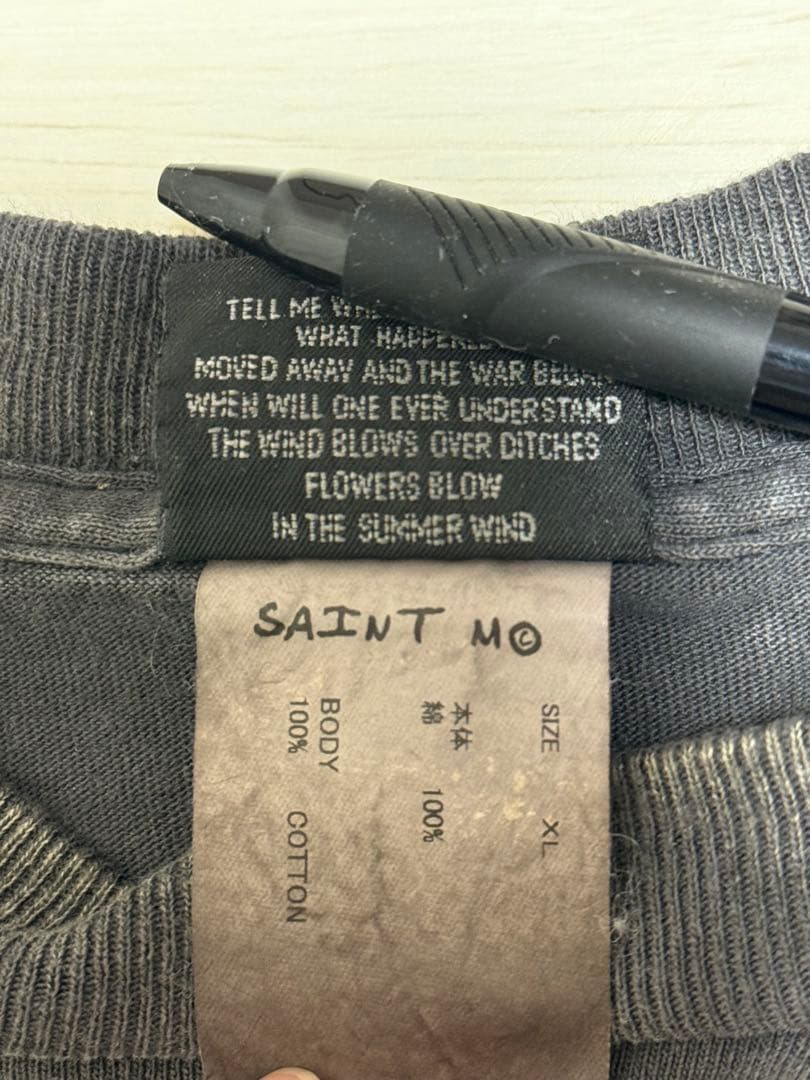 TELL ME
WHAT
MOVED AWAY AND THE WAR
WHEN WILL ONE EVER UNDERSTAND
THE WIND BLOWS OVER DITCHES
FLOWERS BLOW
IN THE SUMMER WIND
SAINT M©
SIZE XL
本体
綿 100%
BODY
100% COTTON